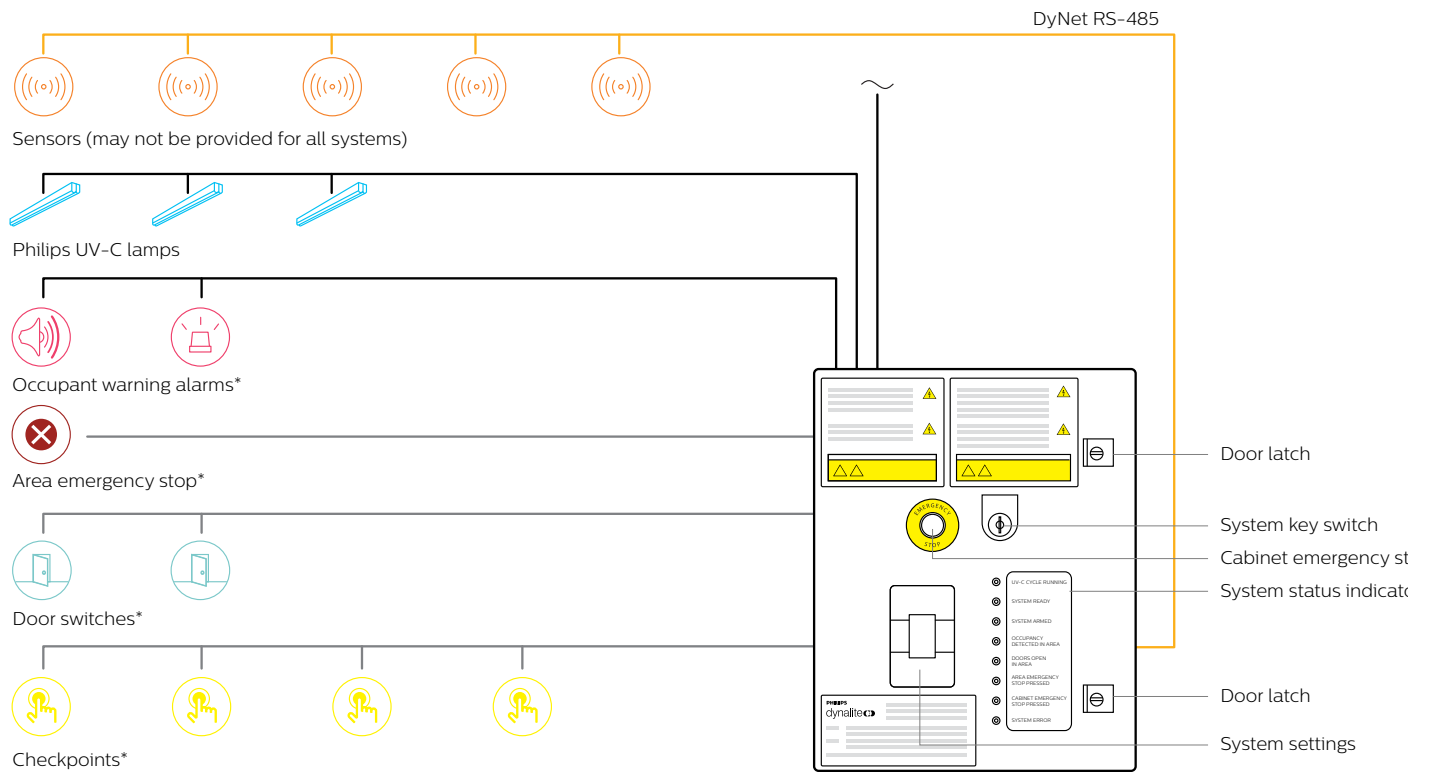 DyNet RS-485
Sensors (may not be provided for all systems)
Philips UV-C lamps
Occupant warning alarms*
Area emergency stop*
Door switches*
Checkpoints*
EMERGENCY
STOP
UV-C CYCLE RUNNING
SYSTEM READY
SYSTEM ARMED
OCCUPANCY
DETECTED IN AREA
DOORS OPEN
IN AREA
AREA EMERGENCY
STOP PRESSED
CABINET EMERGENCY
STOP PRESSED
SYSTEM ERROR
PHILIPS
dynalite
Door latch
System key switch
Cabinet emergency st
System status indicato
Door latch
System settings